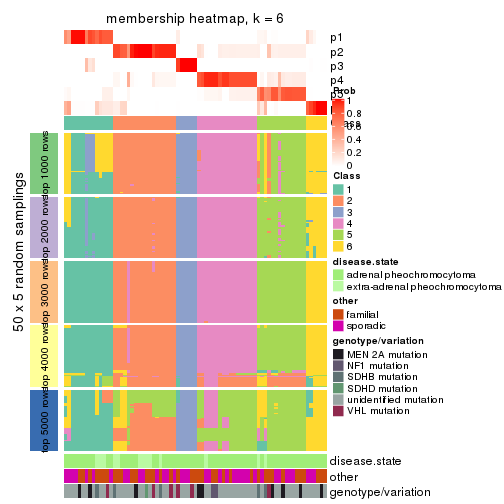 membership heatmap, k = 6
p1
p2
p3
p4
Prob
1
0.8
0.6
0.4
0.2
0
Class
1
2
3
4
5
6
disease.state
adrenal pheochromocytoma
extra-adrenal pheochromocytoma
other
familial
sporadic
genotype/variation
MEN 2A mutation
NF1 mutation
SDHB mutation
SDHD mutation
unidentified mutation
VHL mutation
50 x 5 random samplings
top 1000 rows
top 2000 rows
top 3000 rows
top 4000 rows
top 5000 rows
disease.state
other
genotype/variation